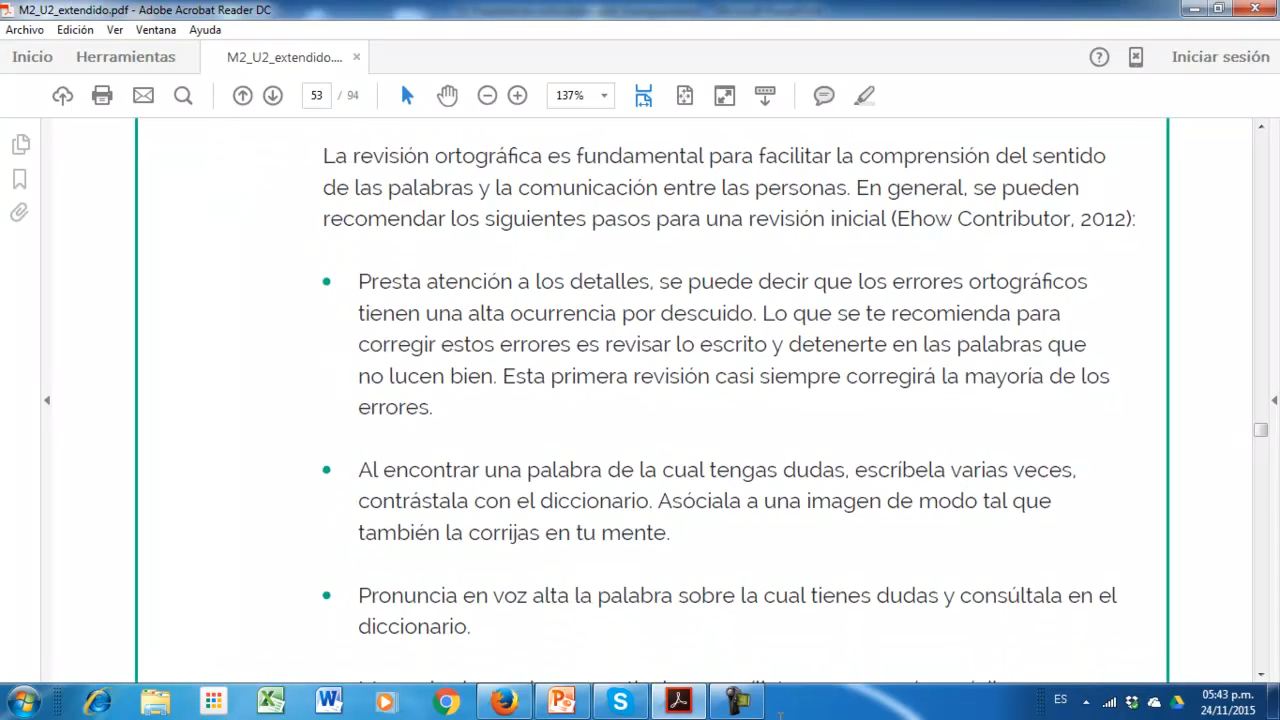 M2_U2_extendido.pdf - Adobe Acrobat Reader DC
Archivo Edición Ver Ventana Ayuda
Inicio Herramientas M2_U2_extendido.... × Iniciar sesión
53 / 94 137%
La revisión ortográfica es fundamental para facilitar la comprensión del sentido
de las palabras y la comunicación entre las personas. En general, se pueden
recomendar los siguientes pasos para una revisión inicial (Ehow Contributor, 2012):
• Presta atención a los detalles, se puede decir que los errores ortográficos
tienen una alta ocurrencia por descuido. Lo que se te recomienda para
corregir estos errores es revisar lo escrito y detenerte en las palabras que
no lucen bien. Esta primera revisión casi siempre corregirá la mayoría de los
errores.
• Al encontrar una palabra de la cual tengas dudas, escríbela varias veces,
contrástala con el diccionario. Asóciala a una imagen de modo tal que
también la corrijas en tu mente.
• Pronuncia en voz alta la palabra sobre la cual tienes dudas y consúltala en el
diccionario.
ES 05:43 p.m.
24/11/2015